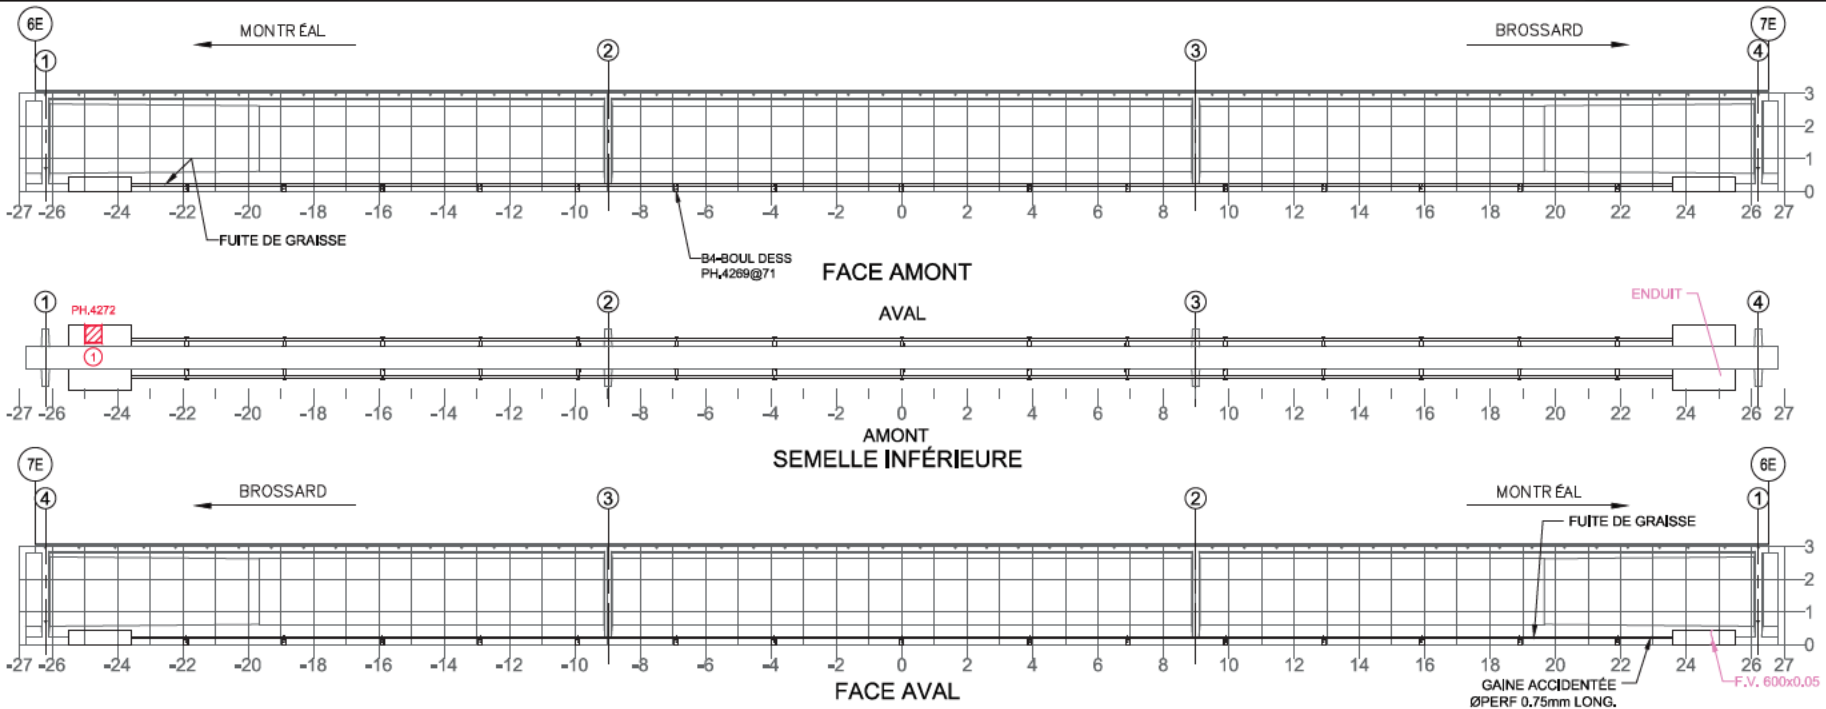 6E
MONTRÉAL
BROSSARD
7E
1
2
3
4
3
2
1
0
-27 -26 -24 -22 -20 -18 -16 -14 -12 -10 -8 -6 -4 -2 0 2 4 6 8 10 12 14 16 18 20 22 24 26 27
FUITE DE GRAISSE
B4-BOUL DESS
PH.4269@71
FACE AMONT
1
PH.4272
2
AVAL
3
ENDUIT
4
1
-27 -26 -24 -22 -20 -18 -16 -14 -12 -10 -8 -6 -4 -2 0 2 4 6 8 10 12 14 16 18 20 22 24 26 27
AMONT
SEMELLE INFÉRIEURE
7E
BROSSARD
MONTRÉAL
6E
4
3
2
1
FUITE DE GRAISSE
3
2
1
0
-27 -26 -24 -22 -20 -18 -16 -14 -12 -10 -8 -6 -4 -2 0 2 4 6 8 10 12 14 16 18 20 22 24 26 27
FACE AVAL
GAINE ACCIDENTÉE
ØPERF 0.75mm LONG.
F.V. 600x0.05